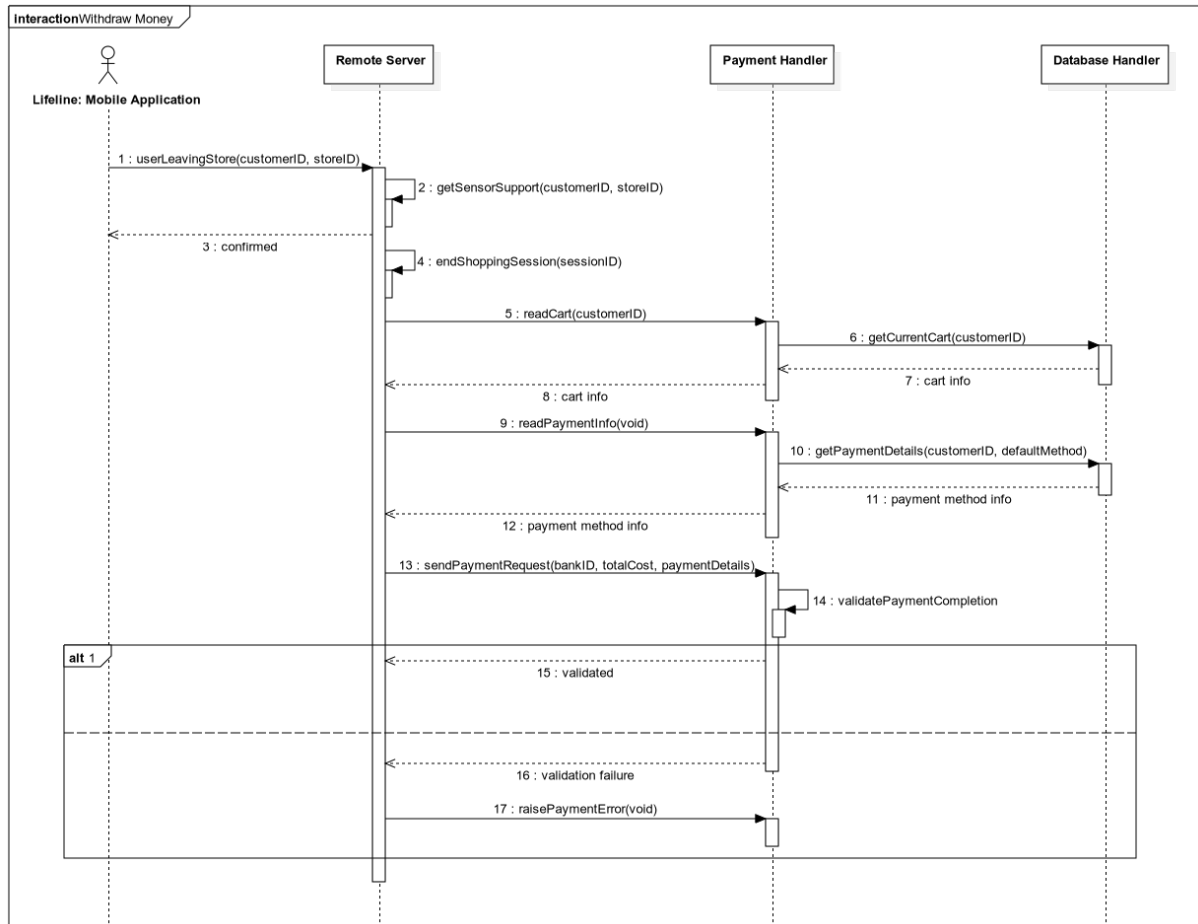 interactionWithdraw Money
Remote Server
Payment Handler
Database Handler
Lifeline: Mobile Application
1 : userLeavingStore(customerID, storeID)
2 : getSensorSupport(customerID, storeID)
3 : confirmed
4 : endShoppingSession(sessionID)
5 : readCart(customerID)
6 : getCurrentCart(customerID)
7 : cart info
8 : cart info
9 : readPaymentInfo(void)
10 : getPaymentDetails(customerID, defaultMethod)
11 : payment method info
12 : payment method info
13 : sendPaymentRequest(bankID, totalCost, paymentDetails)
14 : validatePaymentCompletion
alt 1
15 : validated
16 : validation failure
17 : raisePaymentError(void)